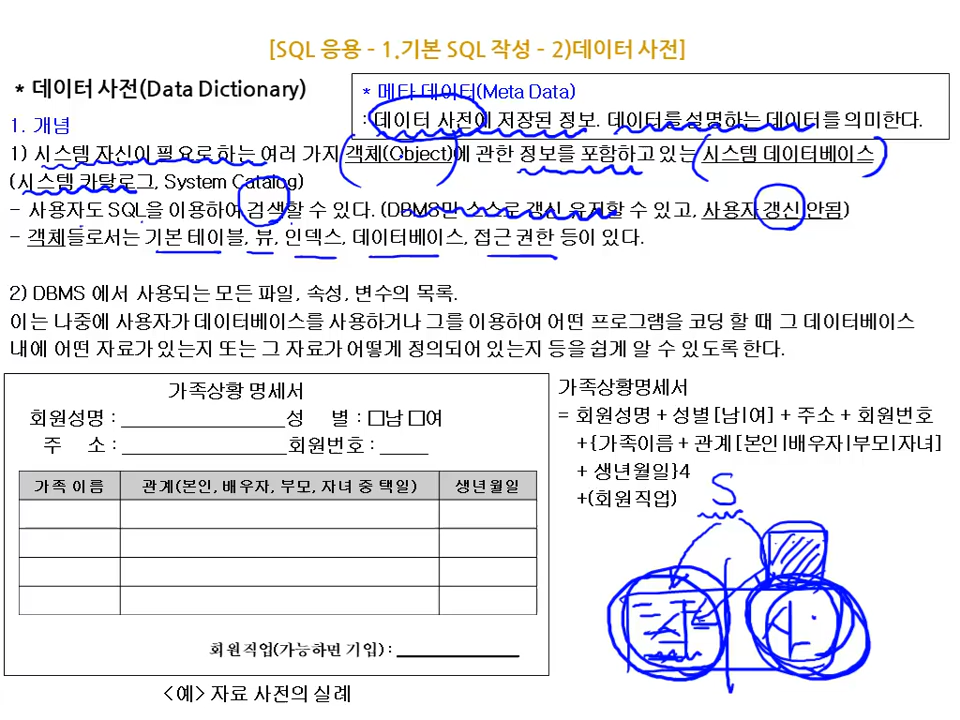 [SQL 응용 - 1.기본 SQL 작성 - 2)데이터 사전]
* 데이터 사전(Data Dictionary)
* 메타 데이터(Meta Data)
: 데이터 사전에 저장된 정보. 데이터를 설명하는 데이터를 의미한다.
1. 개념
1) 시스템 자신이 필요로 하는 여러 가지 객체(Object)에 관한 정보를 포함하고 있는 시스템 데이터베이스
(시스템 카탈로그, System Catalog)
- 사용자도 SQL을 이용하여 검색할 수 있다. (DBMS만 스스로 갱신 유지할 수 있고, 사용자 갱신 안됨)
- 객체들로서는 기본 테이블, 뷰, 인덱스, 데이터베이스, 접근 권한 등이 있다.
2) DBMS 에서 사용되는 모든 파일, 속성, 변수의 목록.
이는 나중에 사용자가 데이터베이스를 사용하거나 그를 이용하여 어떤 프로그램을 코딩 할 때 그 데이터베이스
내에 어떤 자료가 있는지 또는 그 자료가 어떻게 정의되어 있는지 등을 쉽게 알 수 있도록 한다.
가족상황 명세서
회원성명 : _______________ 성 별 : □남 □여
주 소 : _______________ 회원번호 : _____
가족 이름 관계(본인, 배우자, 부모, 자녀 중 택일) 생년월일
회원직업(가능하면 기입) : _______________
<예> 자료 사전의 실례
가족상황명세서
= 회원성명 + 성별[남|여] + 주소 + 회원번호
+{가족이름 + 관계[본인|배우자|부모|자녀]
+ 생년월일}4
+(회원직업)
S